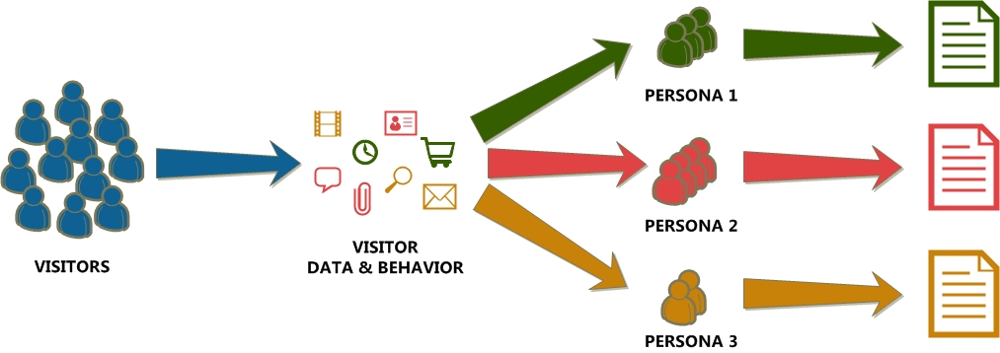 VISITORS
VISITOR
DATA & BEHAVIOR
PERSONA 1
PERSONA 2
PERSONA 3